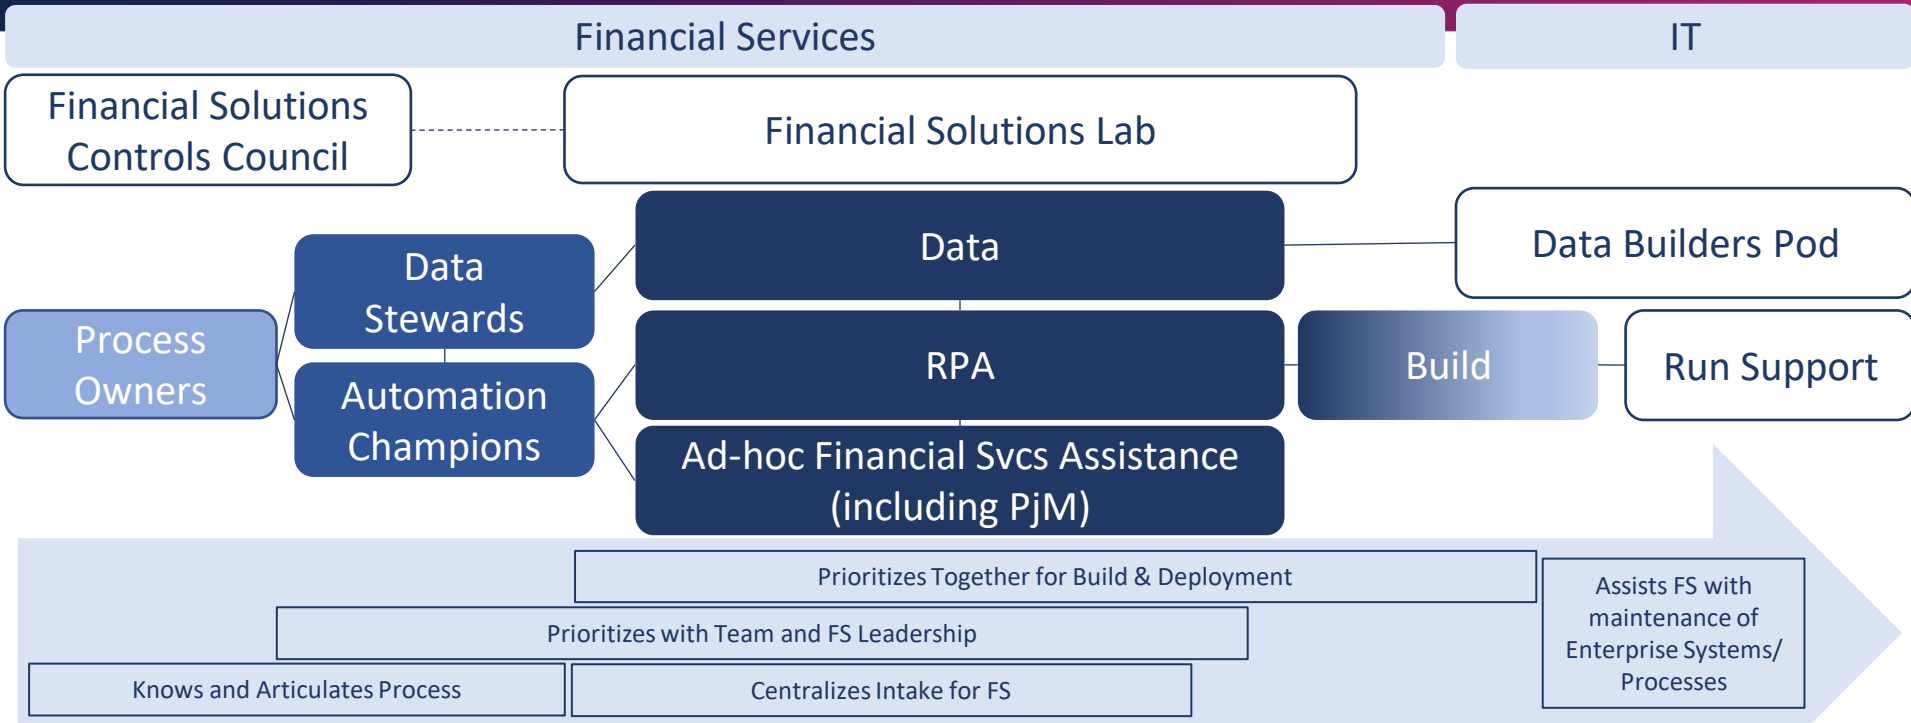 Financial Services
IT
Financial Solutions
Controls Council
Financial Solutions Lab
Data
Data Builders Pod
Data
Stewards
Process
Owners
RPA
Build
Run Support
Automation
Champions
Ad-hoc Financial Svcs Assistance
(including PjM)
Prioritizes Together for Build & Deployment
Assists FS with
maintenance of
Enterprise Systems/
Processes
Prioritizes with Team and FS Leadership
Knows and Articulates Process
Centralizes Intake for FS